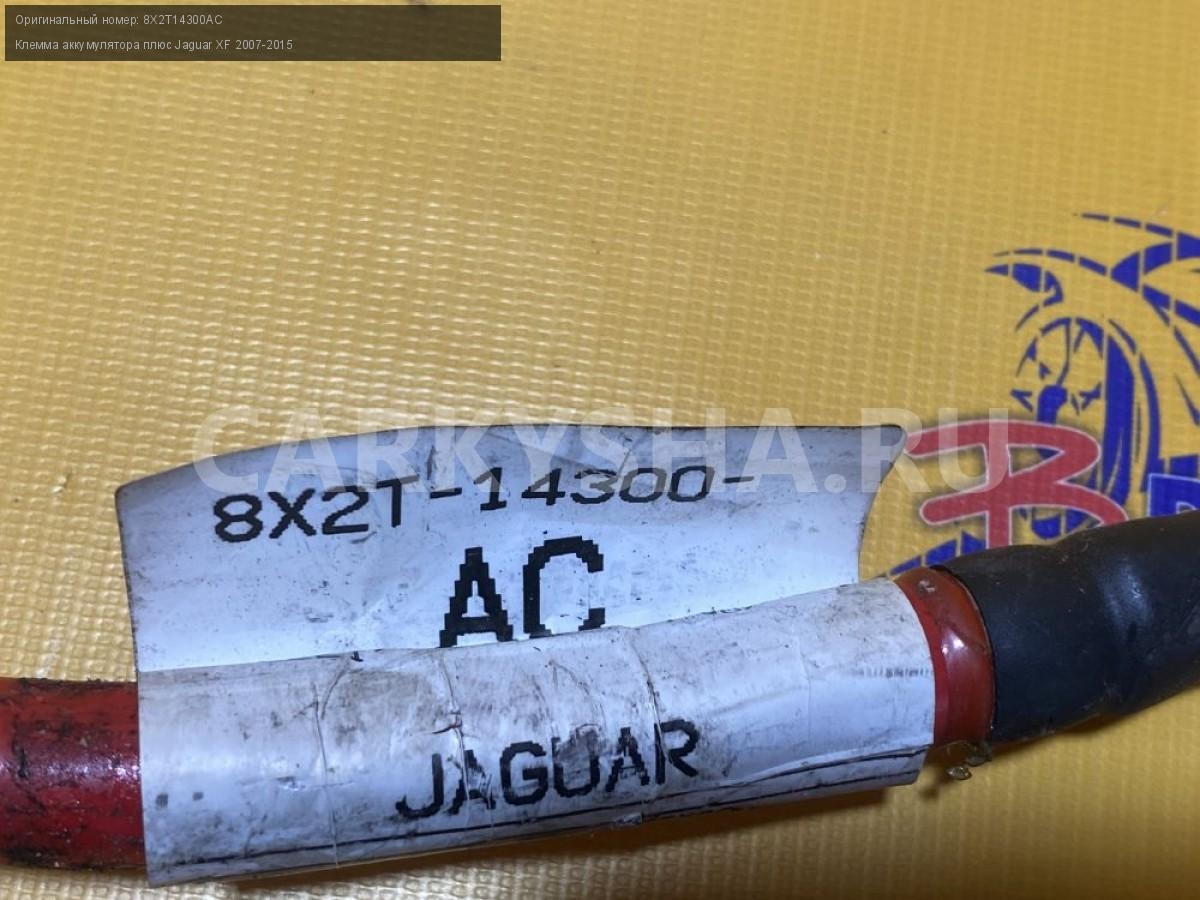 Оригинальный номер: 8X2T14300AC
Клемма аккумулятора плюс Jaguar XF 2007-2015
CARKYSHA.RU
8X2T-14300-
AC
JAGUAR